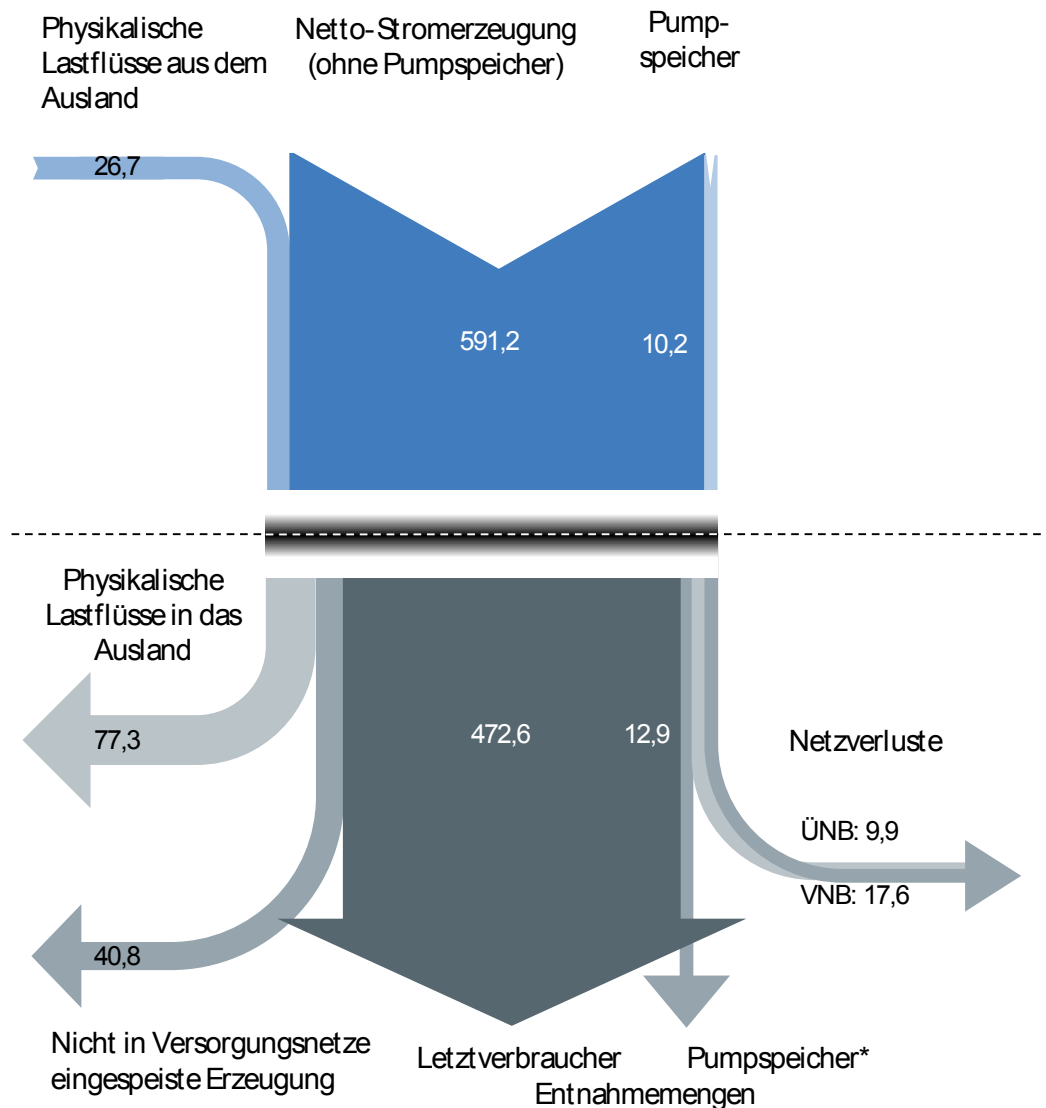 Physikalische
Lastflüsse aus dem
Ausland
Netto-Stromerzeugung
(ohne Pumpspeicher)
Pump-
speicher
26,7
591,2
10,2
Physikalische
Lastflüsse in das
Ausland
77,3
472,6
12,9
Netzverluste
ÜNB: 9,9
VNB: 17,6
40,8
Nicht in Versorgungsnetze
eingespeiste Erzeugung
Letztverbraucher
Pumpspeicher*
Entnahmemengen